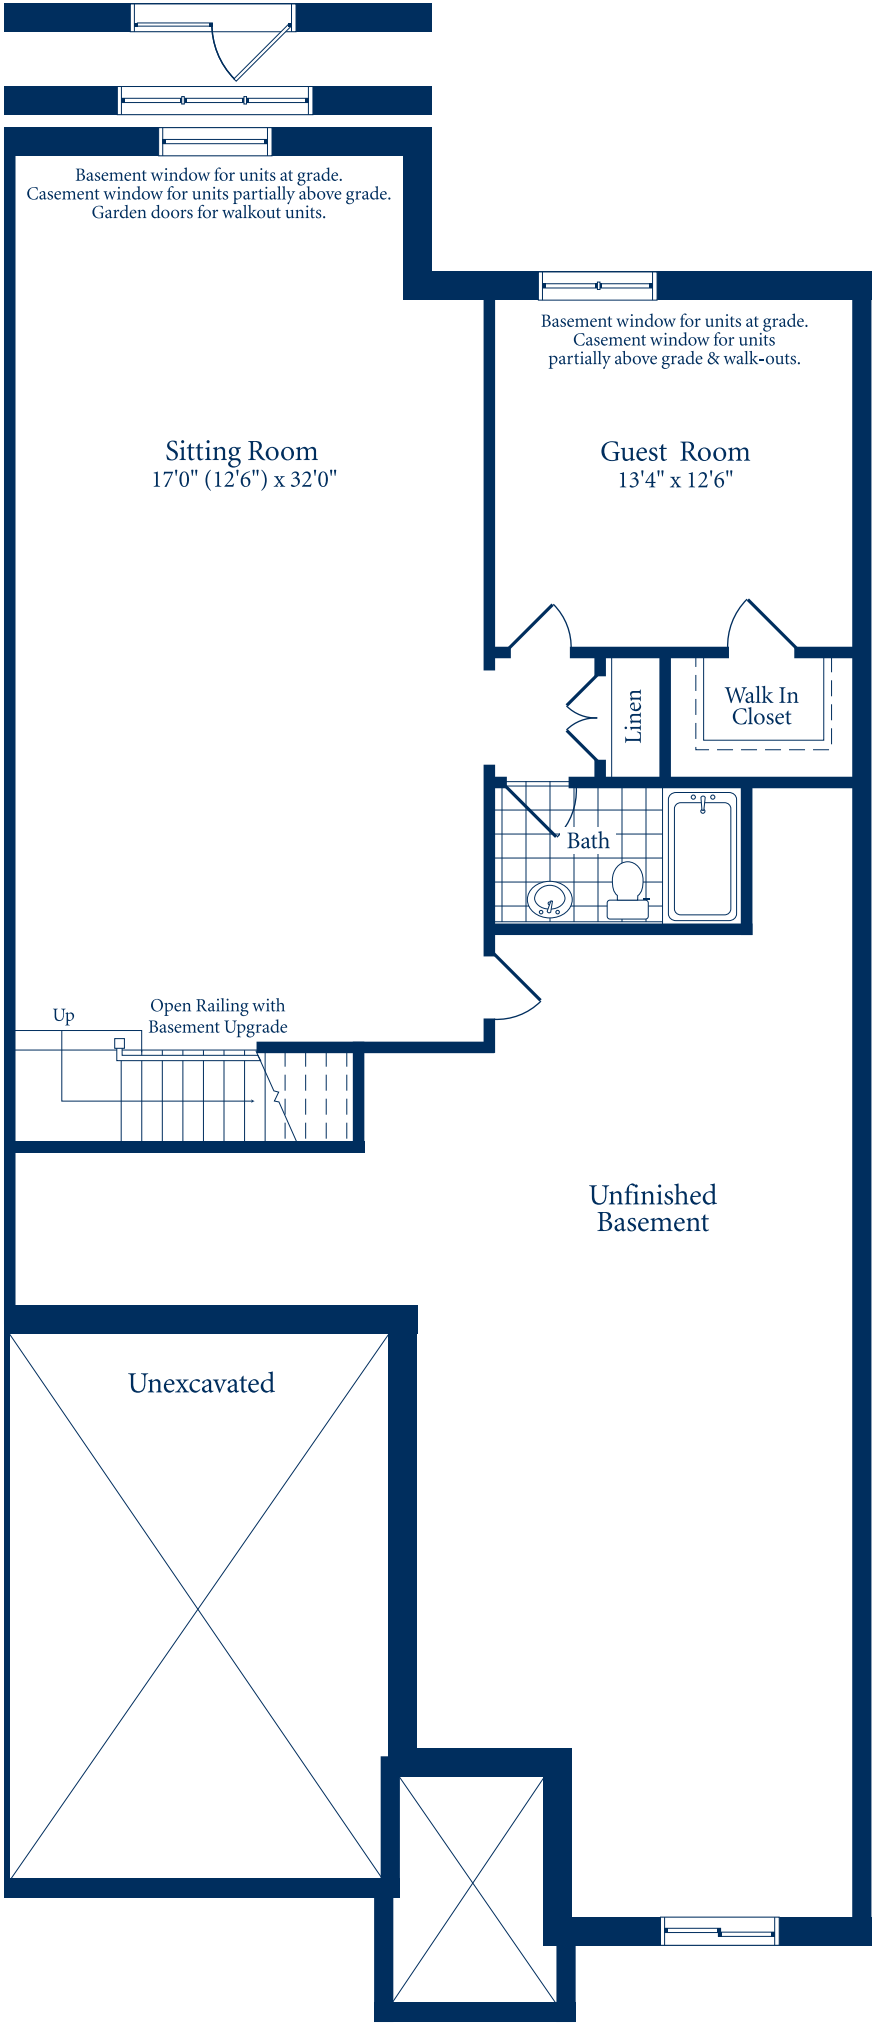 Basement window for units at grade.
Casement window for units partially above grade.
Garden doors for walkout units.
Basement window for units at grade.
Casement window for units
partially above grade & walk-outs.
Sitting Room
17'0" (12'6") x 32'0"
Guest Room
13'4" x 12'6"
Linen
Walk In
Closet
Bath
Up
Open Railing with
Basement Upgrade
Unfinished
Basement
Unexcavated